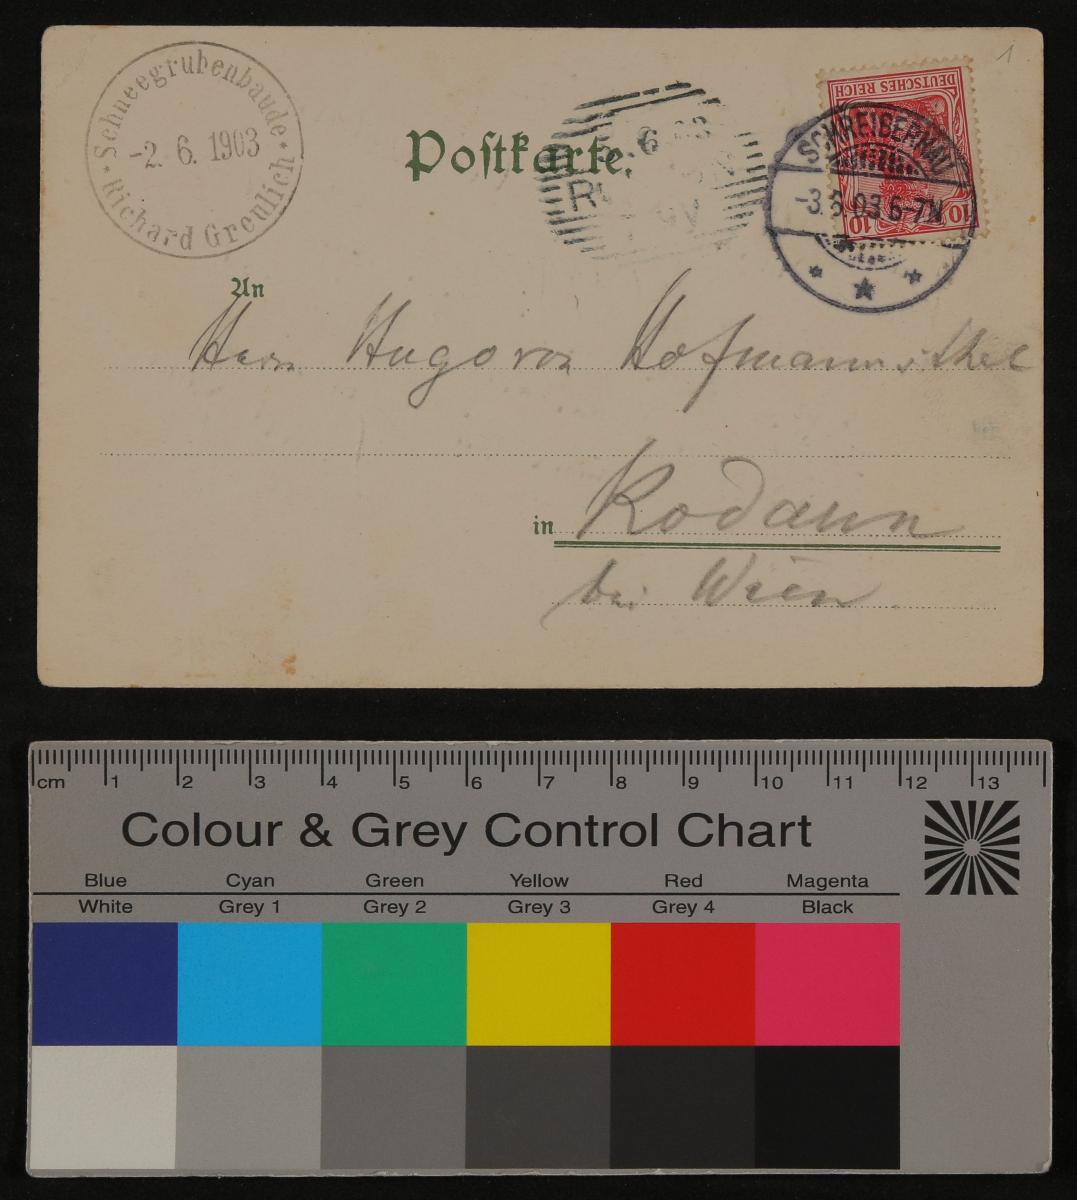 Schneegrubenbaude
-2. 6. 1903
Richard Greulich
Postkarte.
6
DEUTSCHES REICH
10 10
SCHREIBERHAU
-3.6.03 6-7N
1
An
Herrn Hugo von Hofmannsthal
in Rodaun
bei Wien.
cm 1 2 3 4 5 6 7 8 9 10 11 12 13
Colour & Grey Control Chart
Blue Cyan Green Yellow Red Magenta
White Grey 1 Grey 2 Grey 3 Grey 4 Black